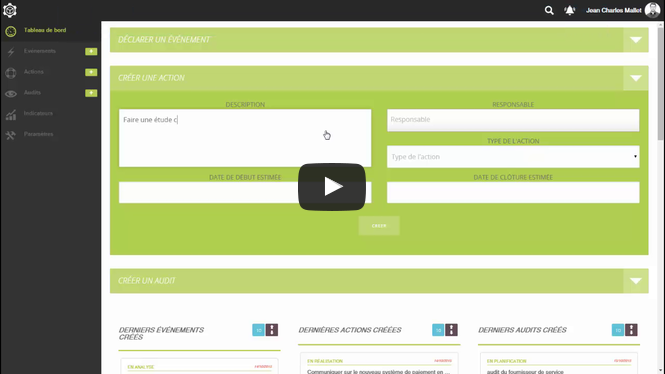 Jean Charles Mallet
Tableau de bord
Evénements
Actions
Audits
Indicateurs
Paramètres
DÉCLARER UN ÉVÉNEMENT
CRÉER UNE ACTION
DESCRIPTION
RESPONSABLE
Faire une étude c
Responsable
TYPE DE L'ACTION
Type de l'action
DATE DE DÉBUT ESTIMÉE
DATE DE CLÔTURE ESTIMÉE
CRÉER
CRÉER UN AUDIT
DERNIERS ÉVÉNEMENTS
CRÉÉS
DERNIÈRES ACTIONS CRÉÉES
DERNIERS AUDITS CRÉÉS
EN ANALYSE
EN RÉALISATION
EN PLANIFICATION
Communiquer sur le nouveau système de paiement en ...
audit du fournisseur de service